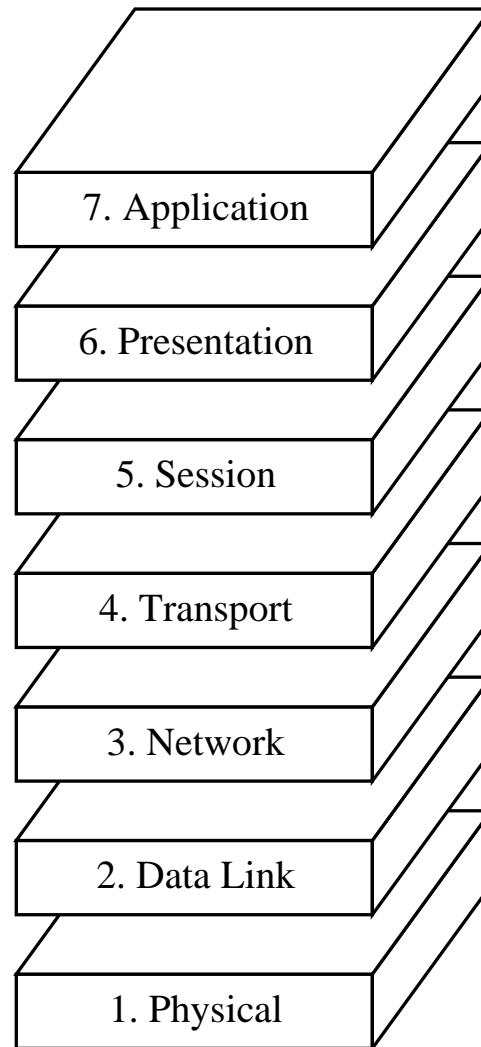 7. Application
6. Presentation
5. Session
4. Transport
3. Network
2. Data Link
1. Physical